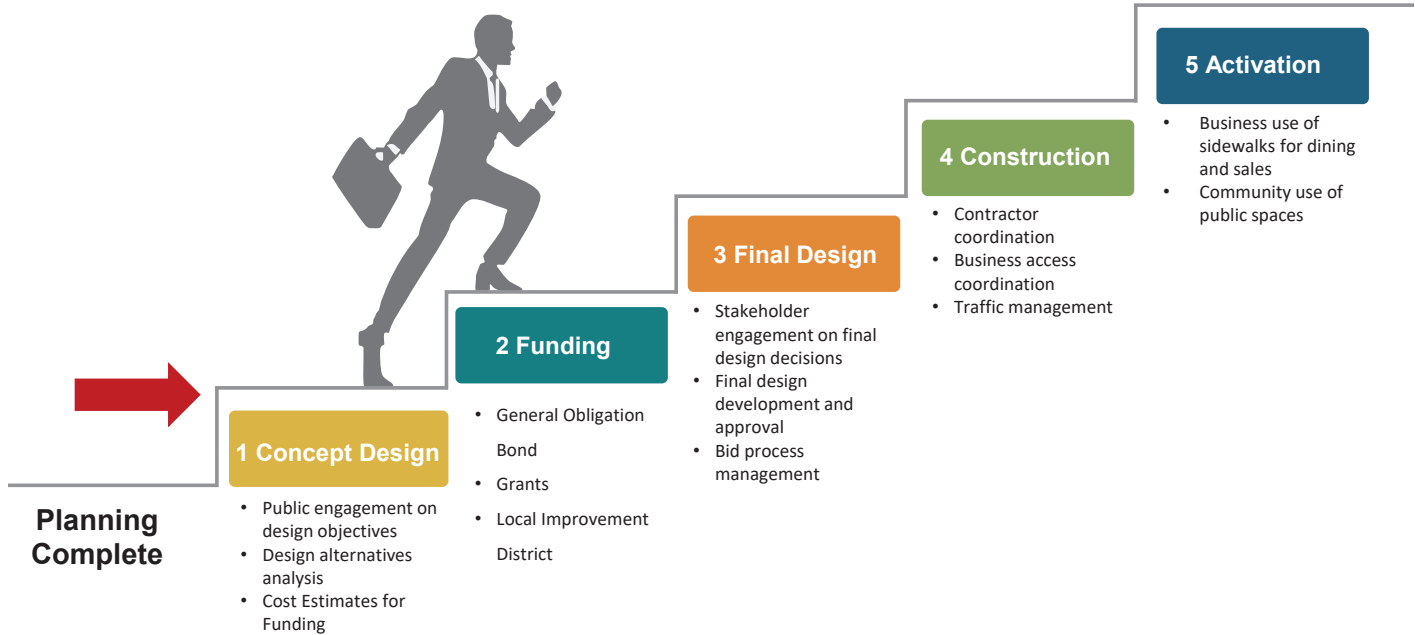 Planning
Complete
1 Concept Design
• Public engagement on
design objectives
• Design alternatives
analysis
• Cost Estimates for
Funding
2 Funding
• General Obligation
Bond
• Grants
• Local Improvement
District
3 Final Design
• Stakeholder
engagement on final
design decisions
• Final design
development and
approval
• Bid process
management
4 Construction
• Contractor
coordination
• Business access
coordination
• Traffic management
5 Activation
• Business use of
sidewalks for dining
and sales
• Community use of
public spaces